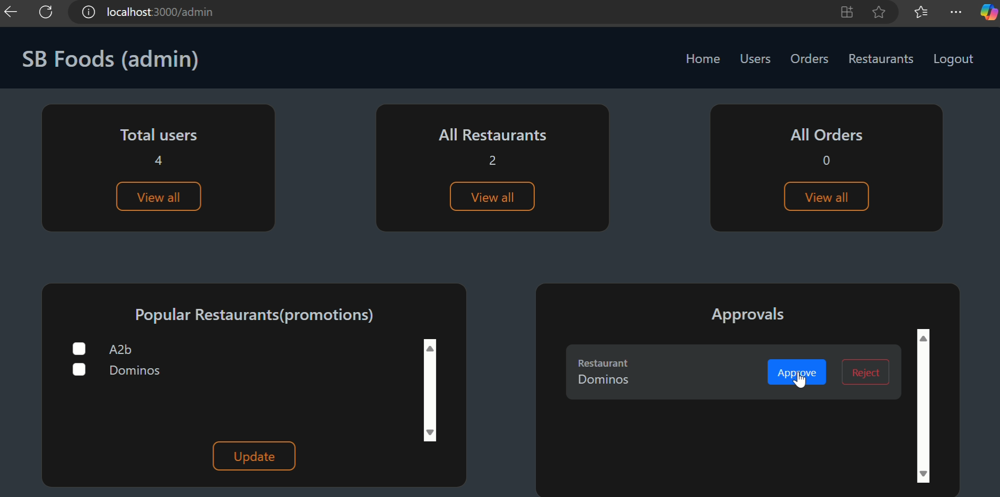 localhost:3000/admin
SB Foods (admin)
Home Users Orders Restaurants Logout
Total users
4
View all
All Restaurants
2
View all
All Orders
0
View all
Popular Restaurants(promotions)
A2b
Dominos
Update
Approvals
Restaurant
Dominos
Approve
Reject